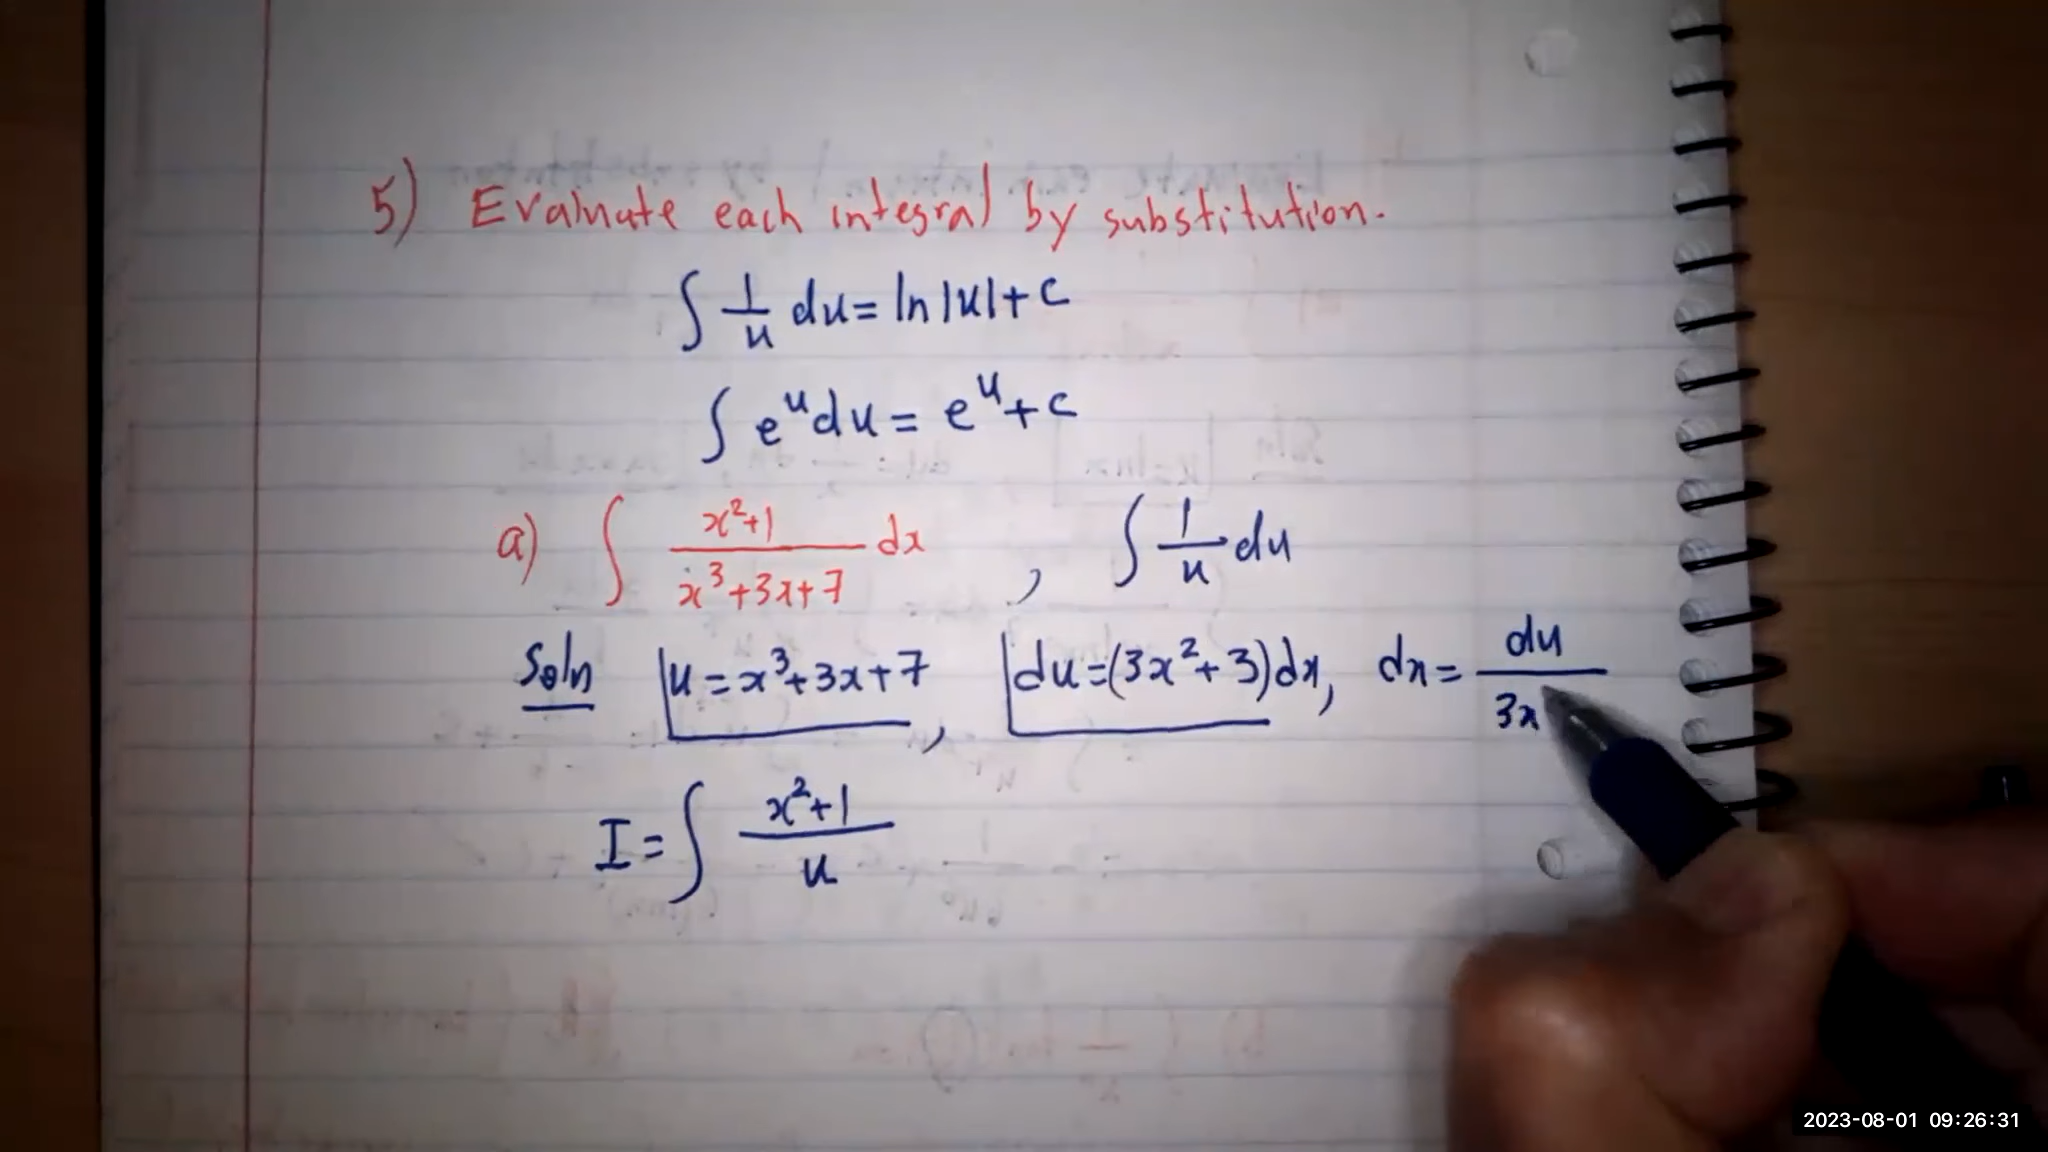 5) Evaluate each integral by substitution.
∫ 1/u du = ln|u| + c
∫ e^u du = e^u + c
a) ∫ (x²+1)/(x³+3x+7) dx , ∫ 1/u du
Soln u = x³+3x+7 , du = (3x²+3)dx, dx = du/3x
I = ∫ (x²+1)/u
2023-08-01 09:26:31